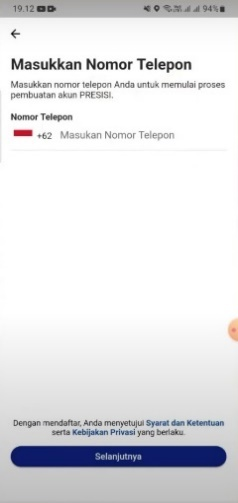 19.12 94%
Masukkan Nomor Telepon
Masukkan nomor telepon Anda untuk memulai proses
pembuatan akun PRESISI.
Nomor Telepon
+62 Masukan Nomor Telepon
Dengan mendaftar, Anda menyetujui Syarat dan Ketentuan
serta Kebijakan Privasi yang berlaku.
Selanjutnya